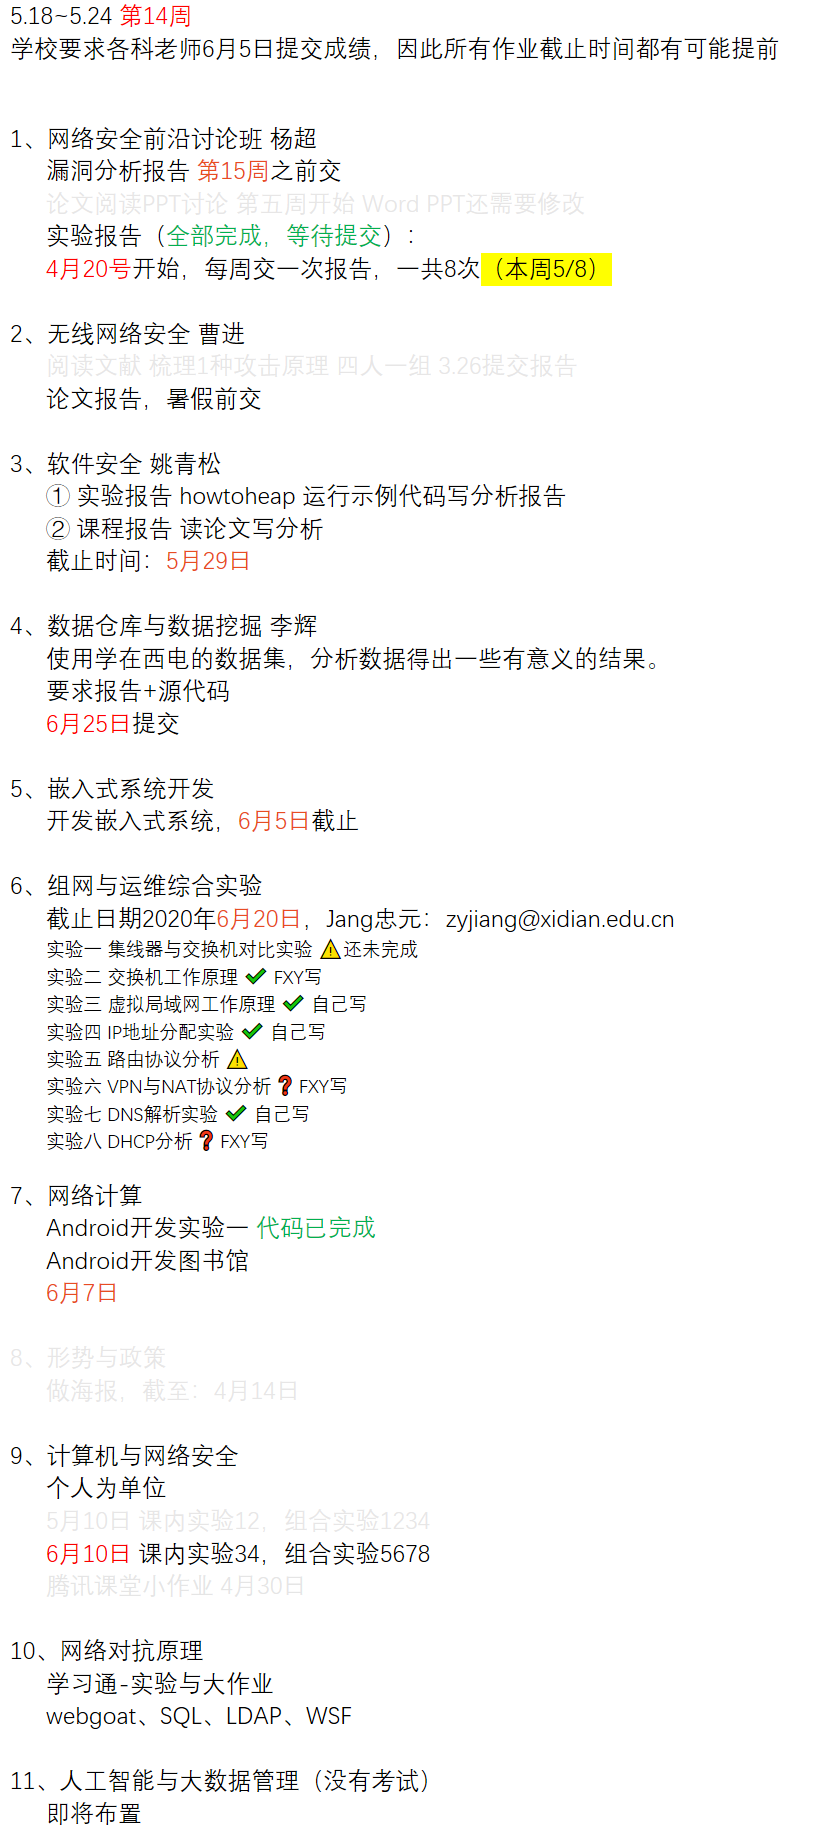 5.18~5.24 第14周
学校要求各科老师6月5日提交成绩，因此所有作业截止时间都有可能提前
1、网络安全前沿讨论班 杨超
漏洞分析报告 第15周之前交
论文阅读PPT讨论 第五周开始 Word PPT还需要修改
实验报告（全部完成，等待提交）：
4月20号开始，每周交一次报告，一共8次（本周5/8）
2、无线网络安全 曹进
阅读文献 梳理1种攻击原理 四人一组 3.26提交报告
论文报告，暑假前交
3、软件安全 姚青松
① 实验报告 howtoheap 运行示例代码写分析报告
② 课程报告 读论文写分析
截止时间：5月29日
4、数据仓库与数据挖掘 李辉
使用学在西电的数据集，分析数据得出一些有意义的结果。
要求报告+源代码
6月25日提交
5、嵌入式系统开发
开发嵌入式系统，6月5日截止
6、组网与运维综合实验
截止日期2020年6月20日，Jang忠元：zyjiang@xidian.edu.cn
实验一 集线器与交换机对比实验 ⚠还未完成
实验二 交换机工作原理 ✔ FXY写
实验三 虚拟局域网工作原理 ✔ 自己写
实验四 IP地址分配实验 ✔ 自己写
实验五 路由协议分析 ⚠
实验六 VPN与NAT协议分析 ❓ FXY写
实验七 DNS解析实验 ✔ 自己写
实验八 DHCP分析 ❓ FXY写
7、网络计算
Android开发实验一 代码已完成
Android开发图书馆
6月7日
8、形势与政策
做海报，截至：4月14日
9、计算机与网络安全
个人为单位
5月10日 课内实验12，组合实验1234
6月10日 课内实验34，组合实验5678
腾讯课堂小作业 4月30日
10、网络对抗原理
学习通-实验与大作业
webgoat、SQL、LDAP、WSF
11、人工智能与大数据管理（没有考试）
即将布置